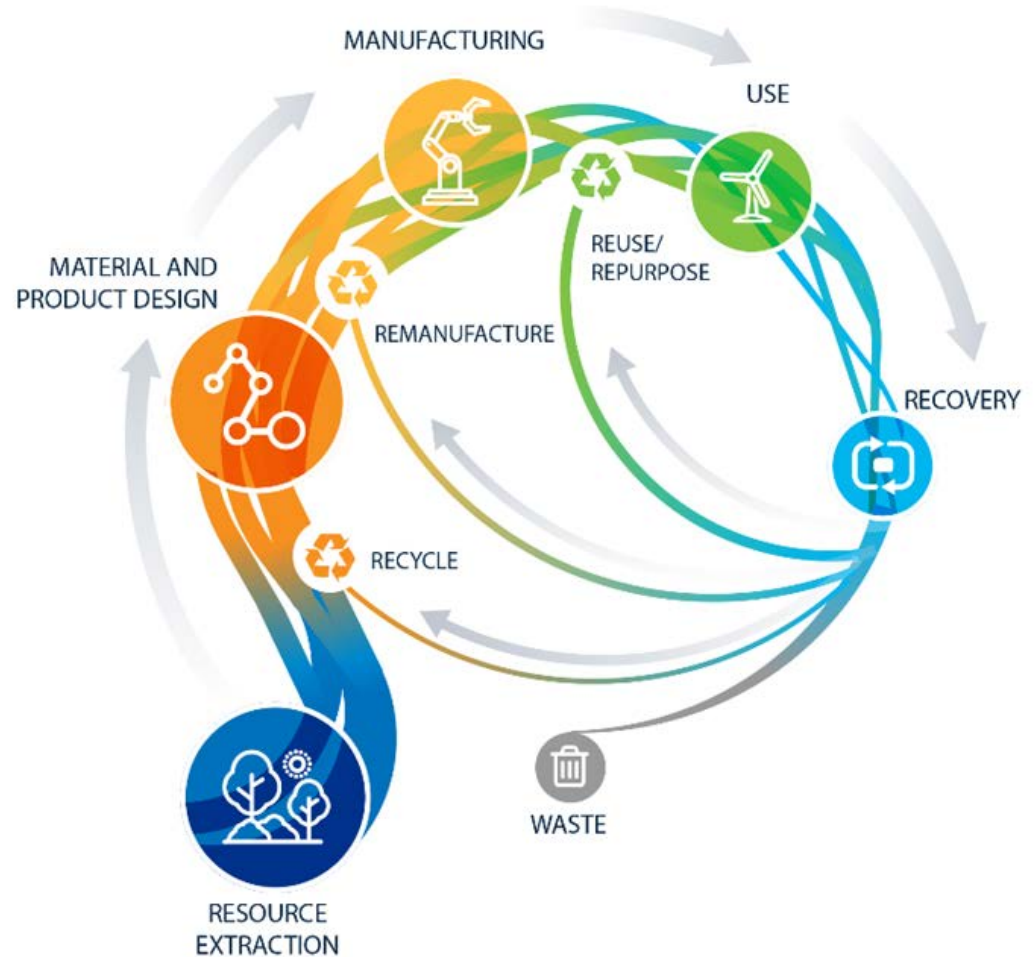 MANUFACTURING
USE
REUSE/
REPURPOSE
MATERIAL AND
PRODUCT DESIGN
REMANUFACTURE
RECOVERY
RECYCLE
WASTE
RESOURCE
EXTRACTION